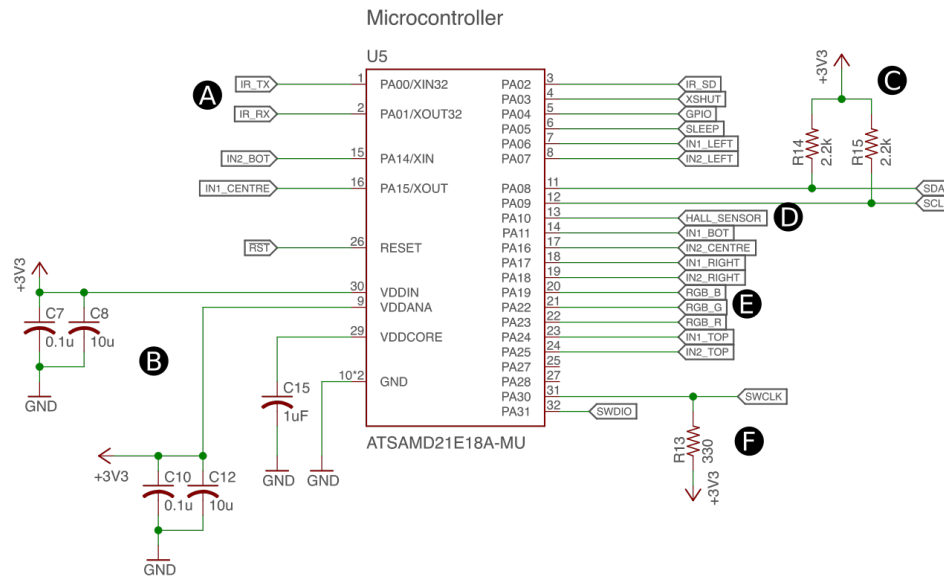 Microcontroller
U5
A
IR_TX
1
PA00/XIN32
IR_RX
2
PA01/XOUT32
IN2_BOT
15
PA14/XIN
IN1_CENTRE
16
PA15/XOUT
RST
26
RESET
30
VDDIN
9
VDDANA
29
VDDCORE
10*2
GND
PA02
3
IR_SD
PA03
4
XSHUT
PA04
5
GPIO
PA05
6
SLEEP
PA06
7
IN1_LEFT
PA07
8
IN2_LEFT
PA08
11
SDA
PA09
12
SCL
PA10
13
HALL_SENSOR
D
PA11
14
IN1_BOT
PA16
17
IN2_CENTRE
PA17
18
IN1_RIGHT
PA18
19
IN2_RIGHT
PA19
20
RGB_B
PA22
21
RGB_G
E
PA23
22
RGB_R
PA24
23
IN1_TOP
PA25
24
IN2_TOP
PA27
25
PA28
27
PA30
31
SWCLK
PA31
32
SWDIO
ATSAMD21E18A-MU
+3V3
C
R14
2.2k
R15
2.2k
+3V3
C7
0.1u
C8
10u
GND
B
C15
1uF
GND
GND
+3V3
C10
0.1u
C12
10u
GND
R13
330
F
+3V3